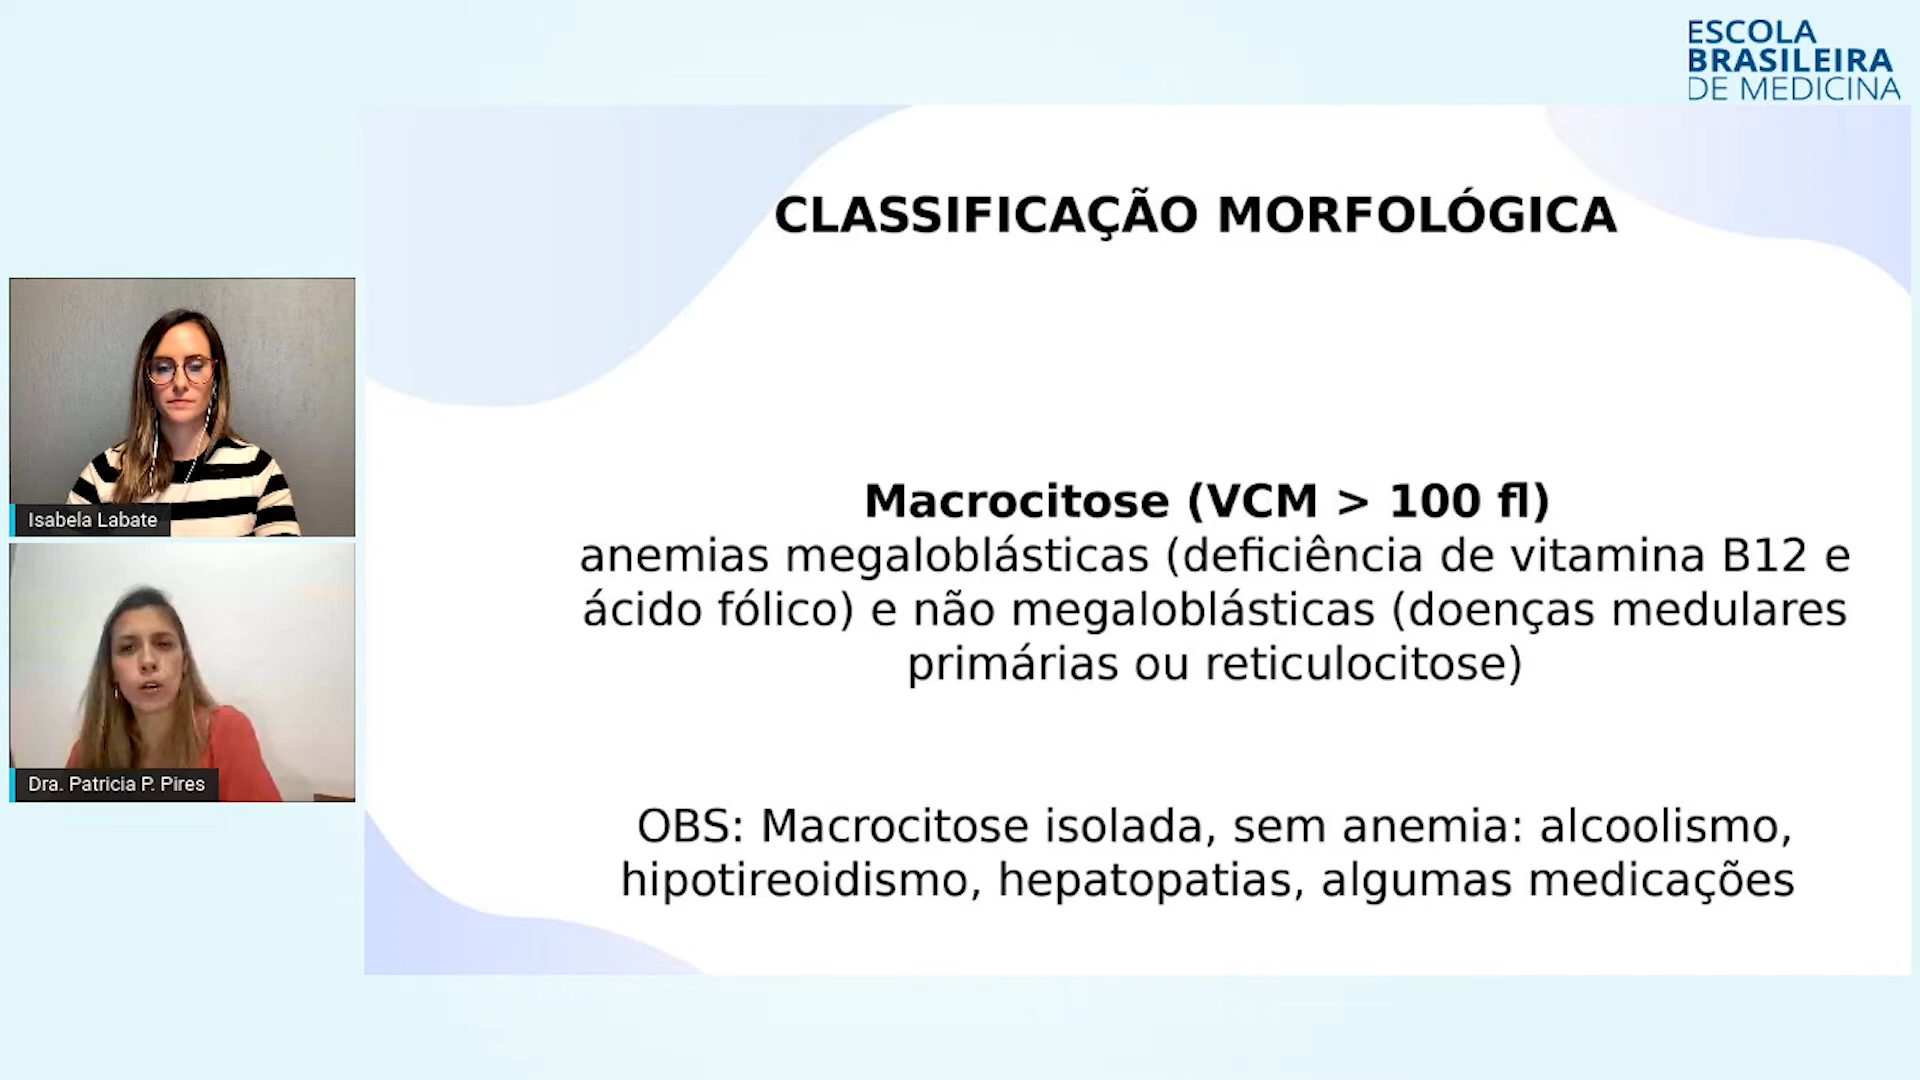 ESCOLA
BRASILEIRA
DE MEDICINA
CLASSIFICAÇÃO MORFOLÓGICA
Macrocitose (VCM > 100 fl)
anemias megaloblásticas (deficiência de vitamina B12 e
ácido fólico) e não megaloblásticas (doenças medulares
primárias ou reticulocitose)
OBS: Macrocitose isolada, sem anemia: alcoolismo,
hipotireoidismo, hepatopatias, algumas medicações
Isabela Labate
Dra. Patricia P. Pires